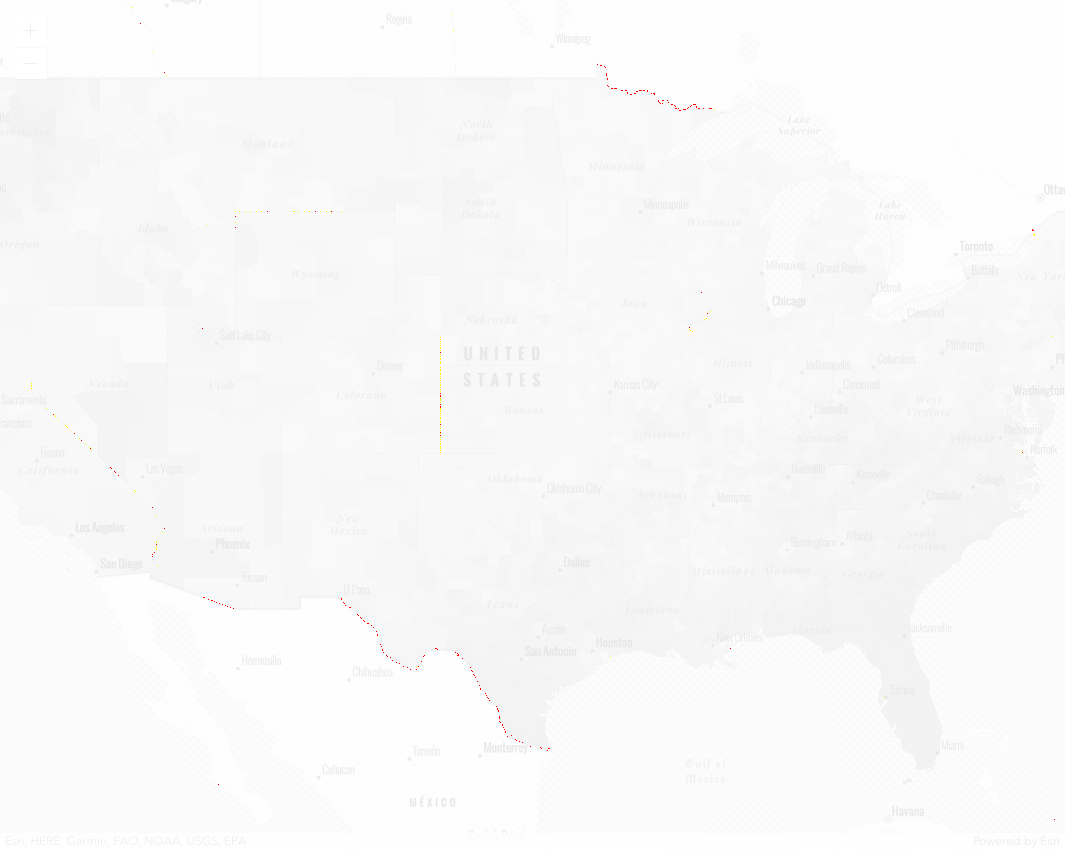 Calgary
Regina
Winnipeg
Washington
North
Dakota
Montana
Lake
Superior
Minnesota
Ottaw
South
Dakota
Minneapolis
Wisconsin
Lake
Huron
Oregon
Idaho
Toronto
Wyoming
Milwaukee
Grand Rapids
Buffalo
New York
Detroit
Iowa
Chicago
Cleveland
Nebraska
Salt Lake City
UNITED
STATES
Pittsburgh
Denver
Illinois
Indianapolis
Columbus
Ph
Nevada
Utah
Colorado
Kansas City
Cincinnati
Washington
Sacramento
St Louis
West
Virginia
Kansas
Louisville
Francisco
Missouri
Kentucky
Virginia
Richmond
Norfolk
Fresno
California
Las Vegas
Nashville
Knoxville
Oklahoma
Oklahoma City
Raleigh
Arkansas
Memphis
Charlotte
Los Angeles
Arizona
New
Mexico
South
Carolina
Phoenix
Birmingham
Atlanta
San Diego
Dallas
Mississippi
Alabama
Georgia
Tucson
El Paso
Texas
Louisiana
Austin
Florida
Jacksonville
Houston
New Orleans
San Antonio
Hermosillo
Chihuahua
Tampa
Monterrey
Miami
Torreón
Culiacan
Gulf of
Mexico
MÉXICO
Havana
Esri, HERE, Garmin, FAO, NOAA, USGS, EPA
Powered by Esri